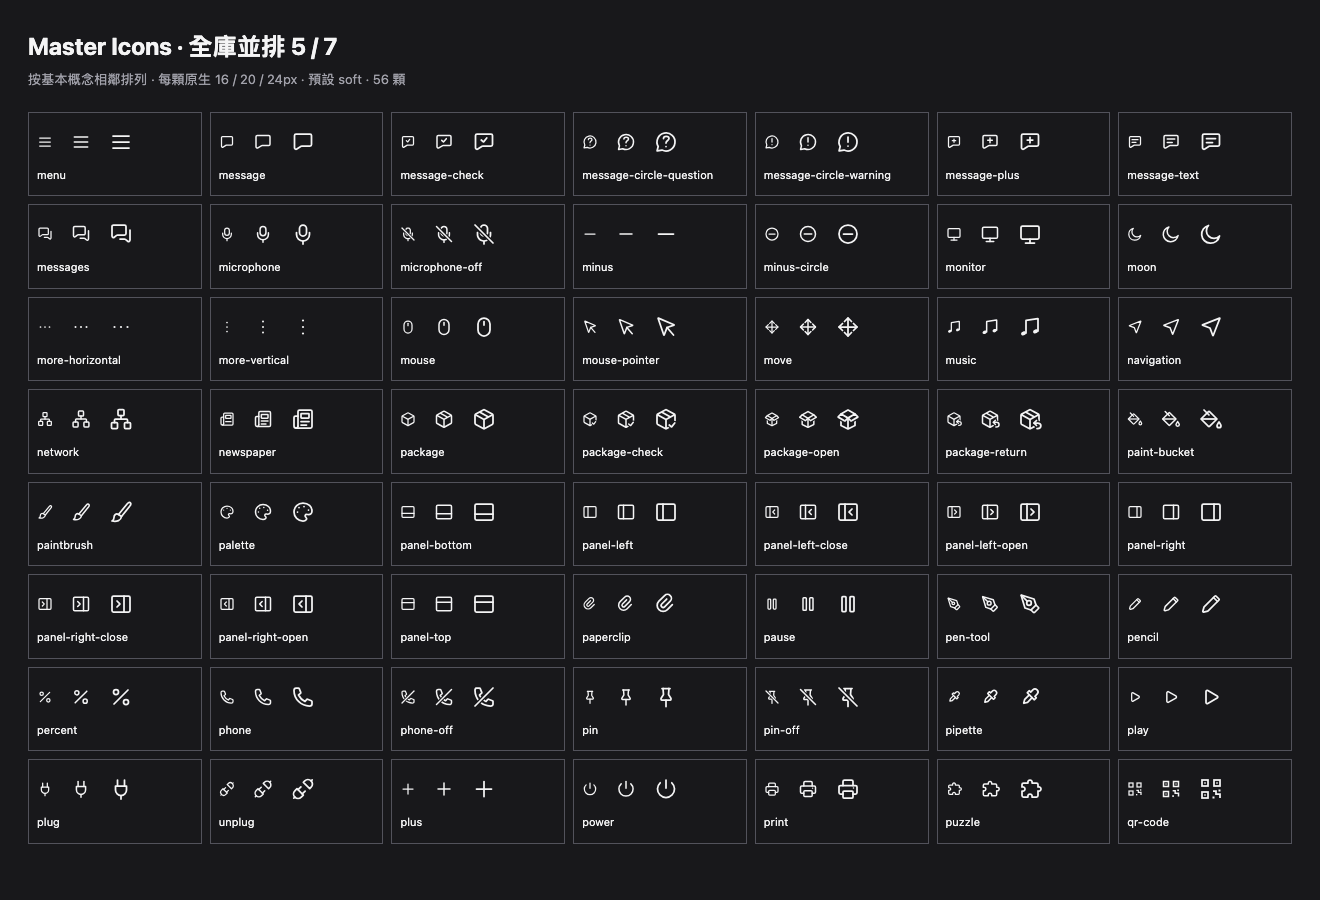 Master Icons · 全庫並排 5 / 7
按基本概念相鄰排列 · 每顆原生 16 / 20 / 24px · 預設 soft · 56 顆
menu
message
message-check
message-circle-question
message-circle-warning
message-plus
message-text
messages
microphone
microphone-off
minus
minus-circle
monitor
moon
more-horizontal
more-vertical
mouse
mouse-pointer
move
music
navigation
network
newspaper
package
package-check
package-open
package-return
paint-bucket
paintbrush
palette
panel-bottom
panel-left
panel-left-close
panel-left-open
panel-right
panel-right-close
panel-right-open
panel-top
paperclip
pause
pen-tool
pencil
percent
phone
phone-off
pin
pin-off
pipette
play
plug
unplug
plus
power
print
puzzle
qr-code